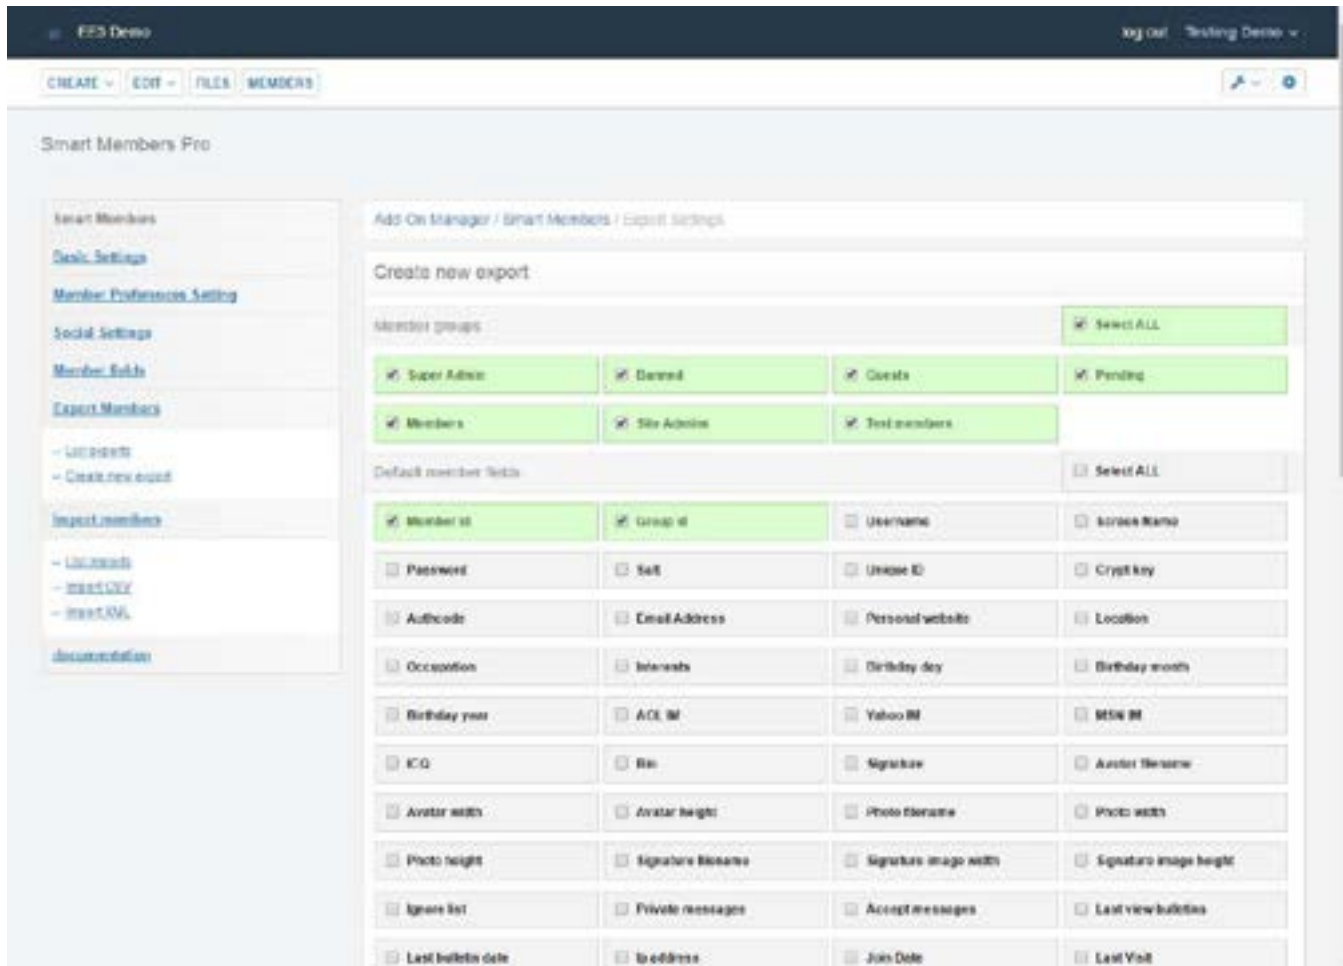 EE5 Demo
log out Testing Demo
CREATE EDIT FILES MEMBERS
Smart Members Pro
Smart Members
Basic Settings
Member Preferences Setting
Social Settings
Member fields
Export Members
– List exports
– Create new export
Import members
– List imports
– Import CSV
– Import XML
documentation
Add-On Manager / Smart Members / Export Settings
Create new export
Member groups Select ALL
Super Admin Banned Guests Pending
Members Site Admins Test members
Default member fields Select ALL
Member id Group id Username Screen Name
Password Salt Unique ID Crypt key
Authcode Email Address Personal website Location
Occupation Interests Birthday day Birthday month
Birthday year AOL IM Yahoo IM MSN IM
ICQ Bio Signature Avatar filename
Avatar width Avatar height Photo filename Photo width
Photo height Signature filename Signature image width Signature image height
Ignore list Private messages Accept messages Last view bulletins
Last bulletin date Ip address Join Date Last Visit